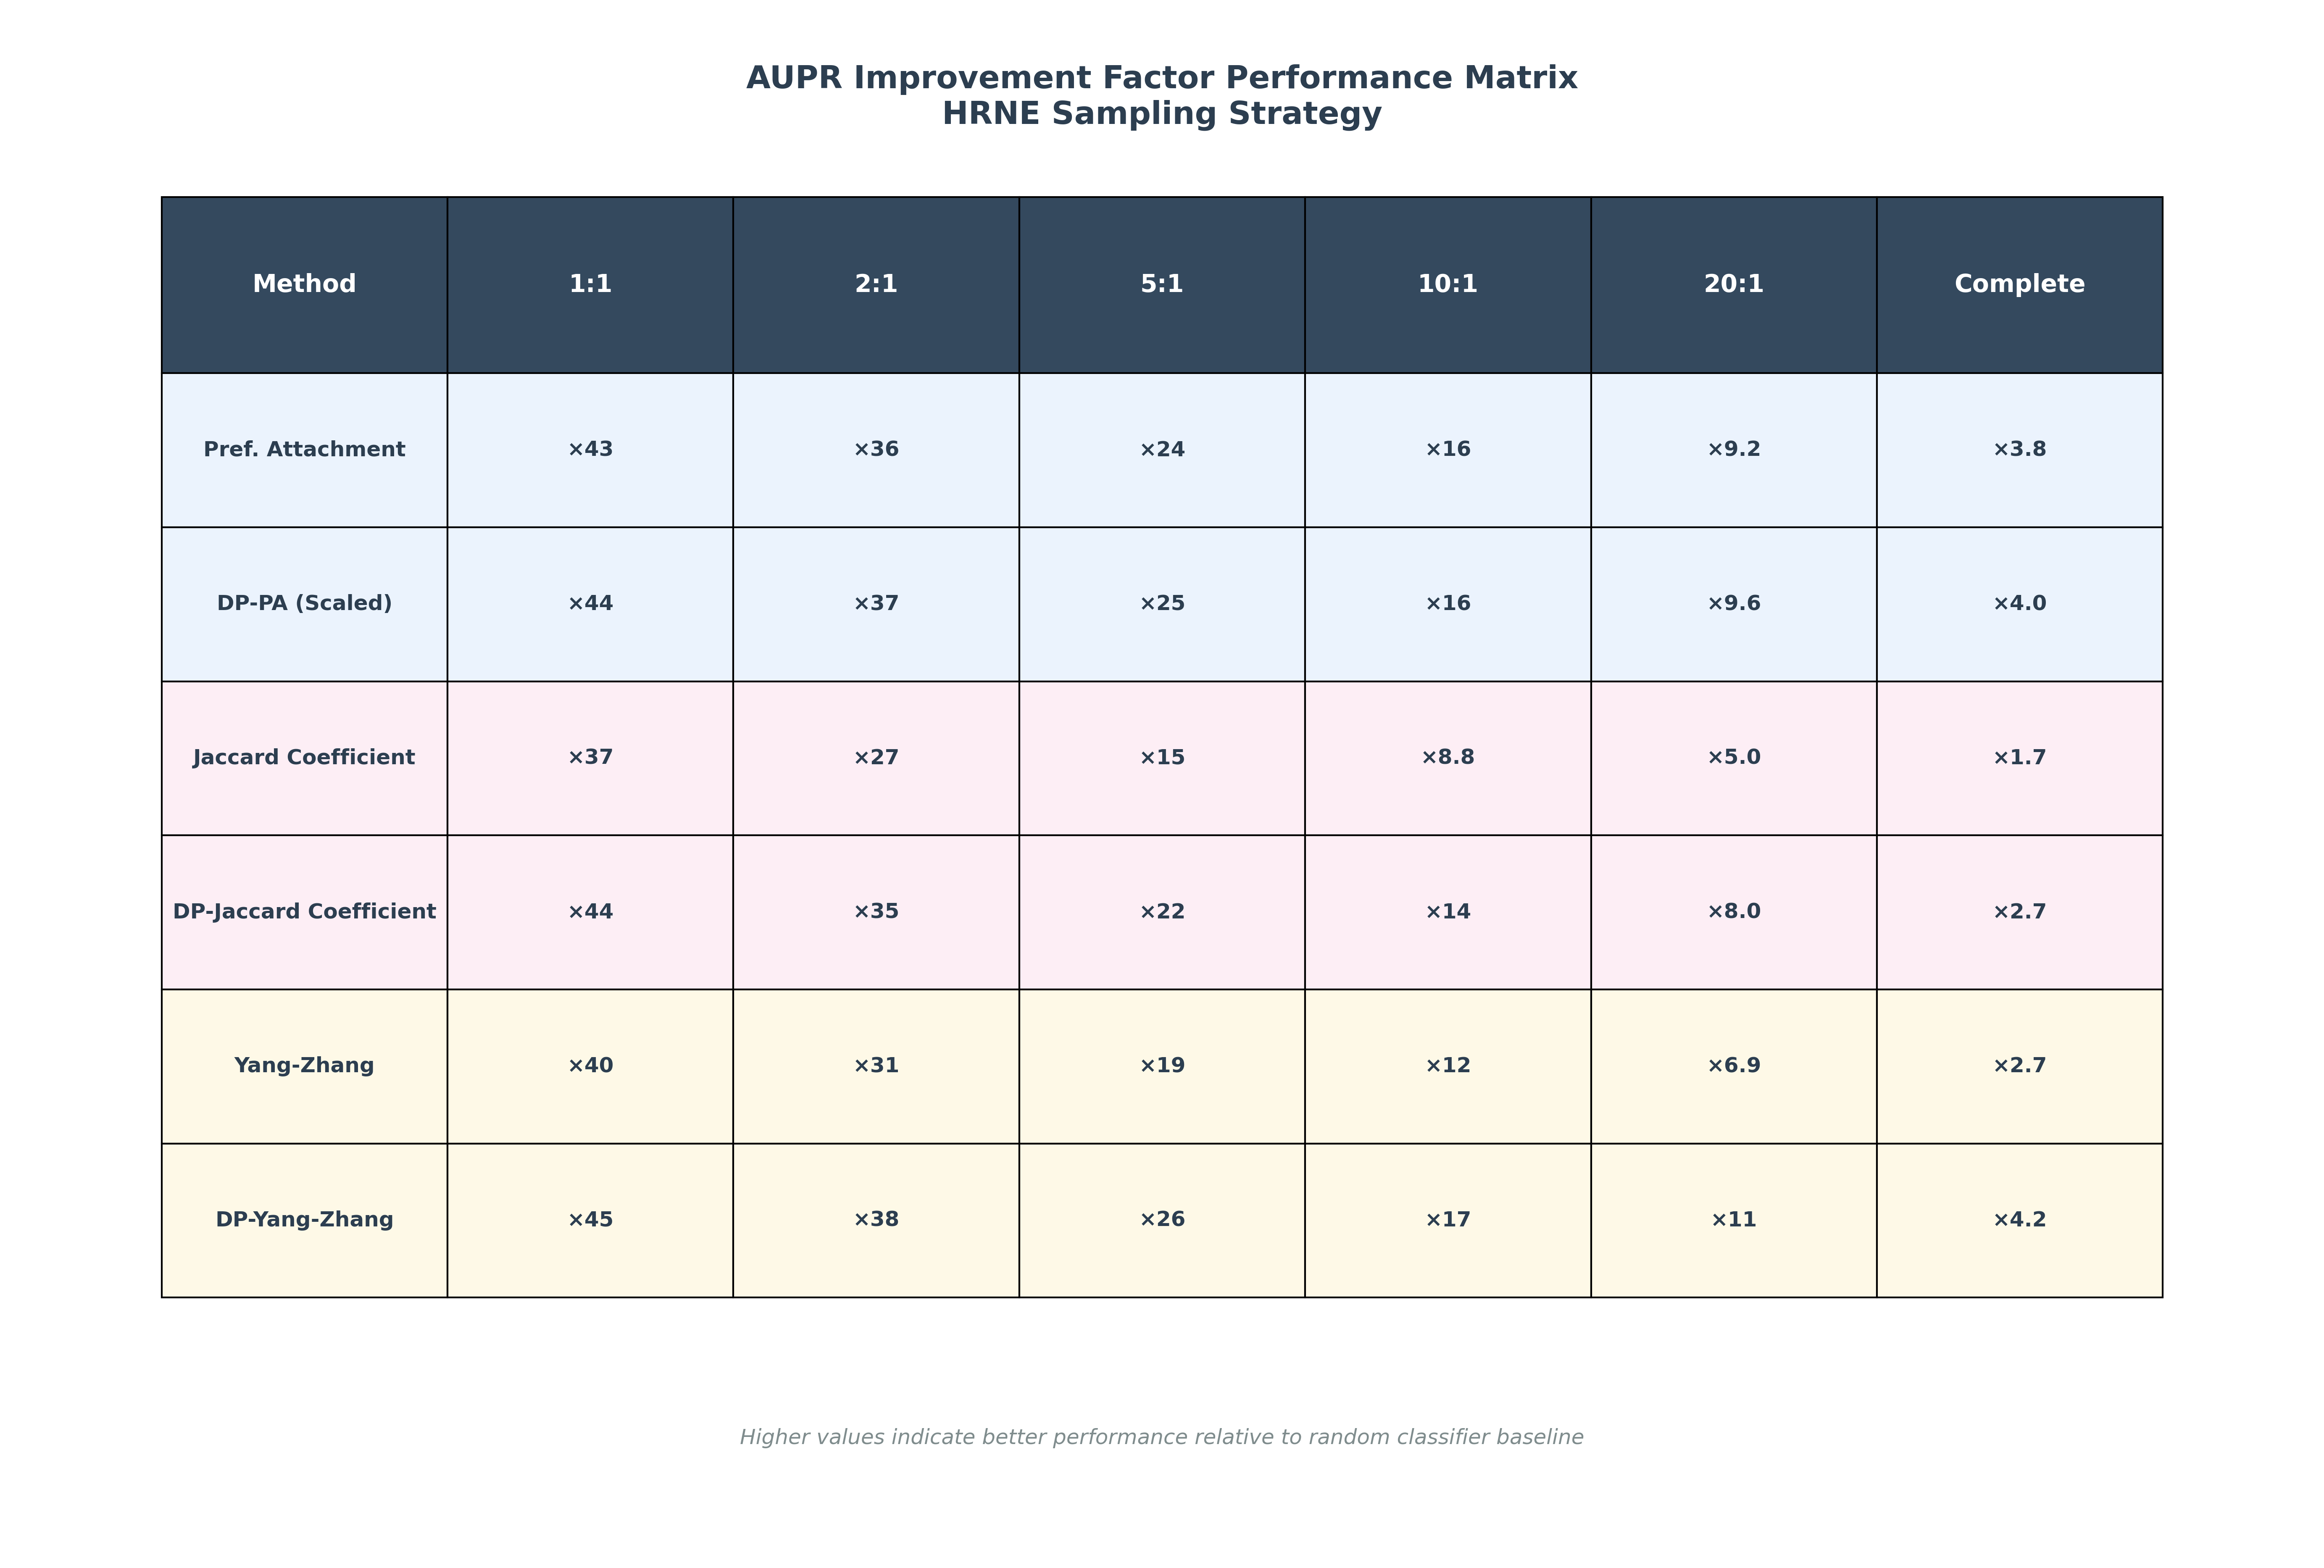 AUPR Improvement Factor Performance Matrix
HRNE Sampling Strategy
Method 1:1 2:1 5:1 10:1 20:1 Complete
Pref. Attachment ×43 ×36 ×24 ×16 ×9.2 ×3.8
DP-PA (Scaled) ×44 ×37 ×25 ×16 ×9.6 ×4.0
Jaccard Coefficient ×37 ×27 ×15 ×8.8 ×5.0 ×1.7
DP-Jaccard Coefficient ×44 ×35 ×22 ×14 ×8.0 ×2.7
Yang-Zhang ×40 ×31 ×19 ×12 ×6.9 ×2.7
DP-Yang-Zhang ×45 ×38 ×26 ×17 ×11 ×4.2
Higher values indicate better performance relative to random classifier baseline